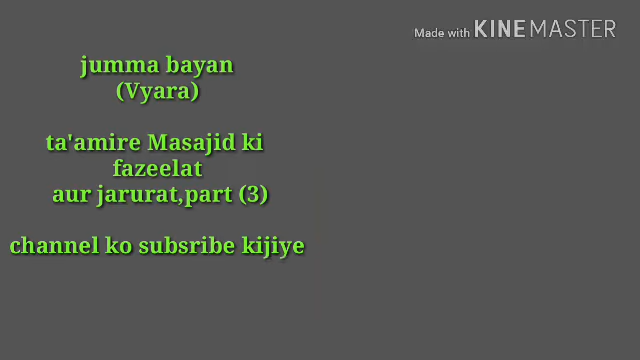 Made with KINEMASTER
jumma bayan
(Vyara)
ta'amire Masajid ki
fazeelat
aur jarurat,part (3)
channel ko subsribe kijiye